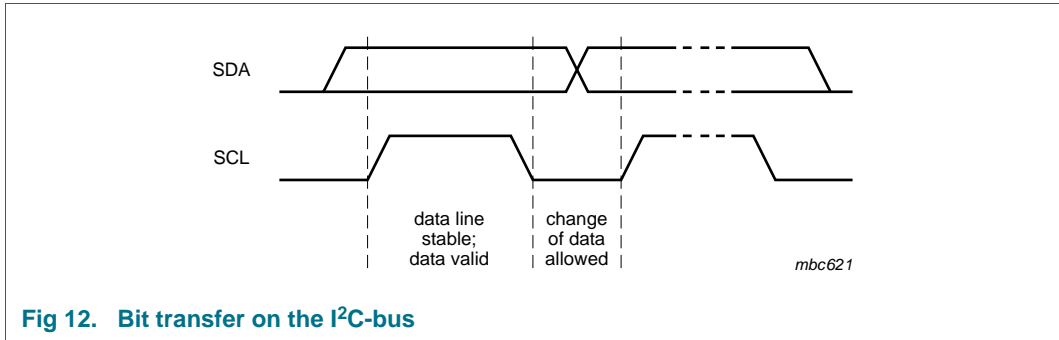 SDA
SCL
data line
stable;
data valid
change
of data
allowed
mbc621
Fig 12. Bit transfer on the I²C-bus